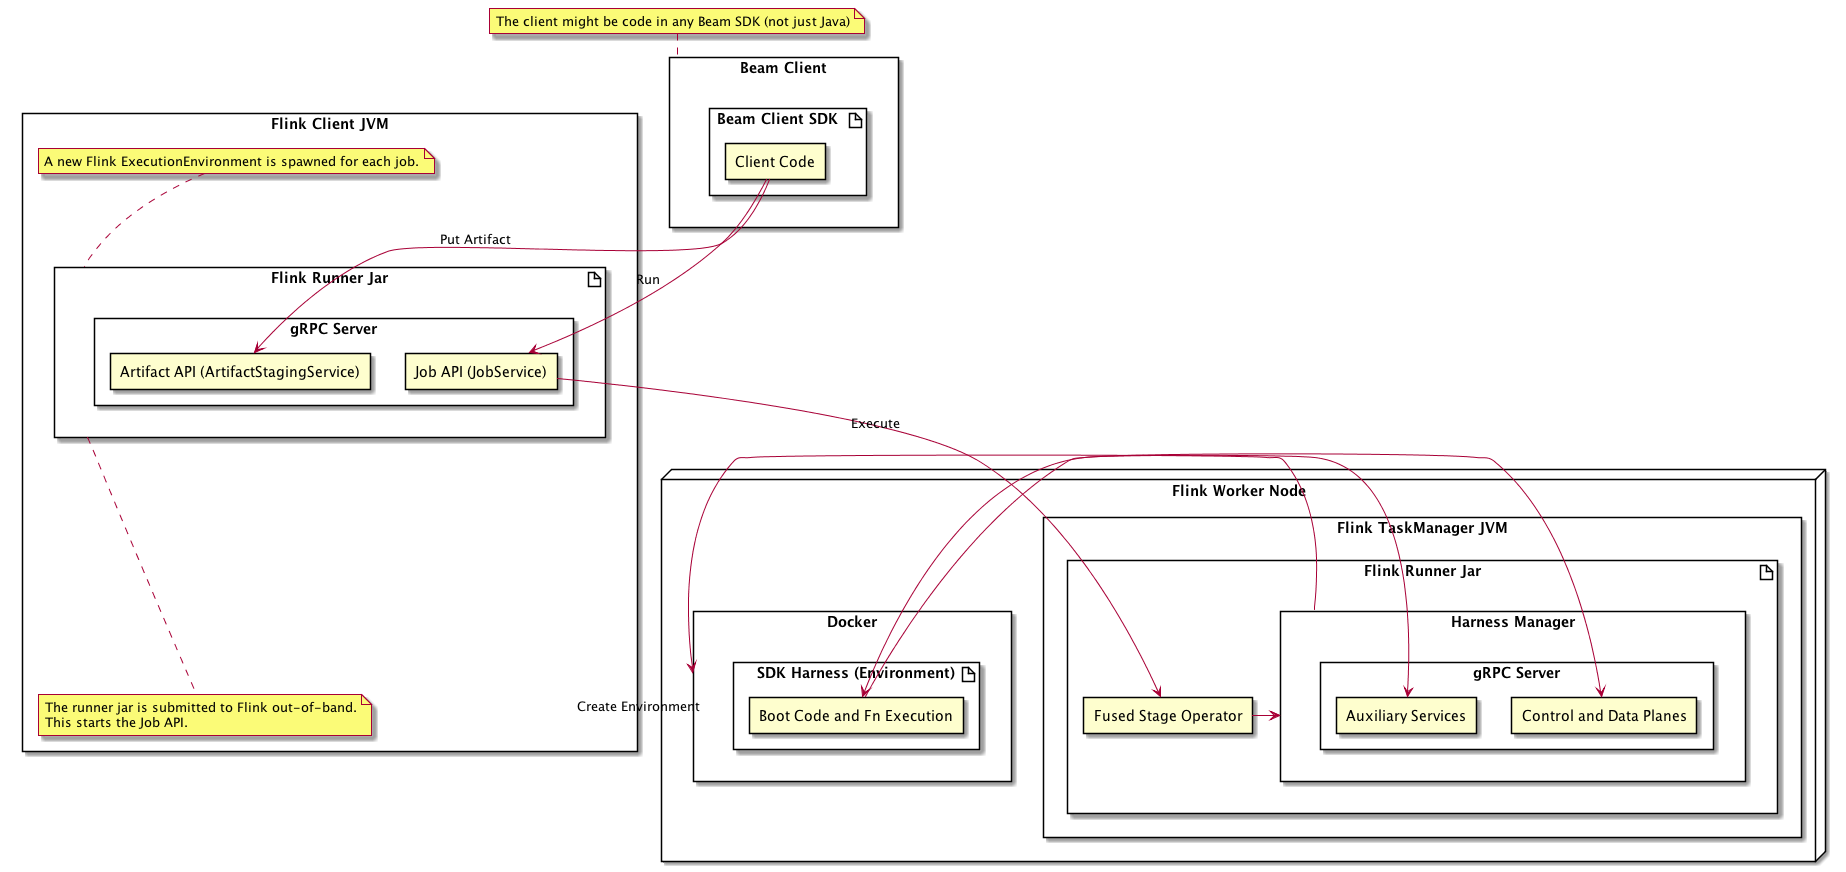 The client might be code in any Beam SDK (not just Java)
Beam Client
Beam Client SDK
Client Code
Flink Client JVM
A new Flink ExecutionEnvironment is spawned for each job.
Put Artifact
Run
Flink Runner Jar
gRPC Server
Artifact API (ArtifactStagingService)
Job API (JobService)
Execute
The runner jar is submitted to Flink out-of-band.
This starts the Job API.
Flink Worker Node
Flink TaskManager JVM
Flink Runner Jar
Docker
SDK Harness (Environment)
Boot Code and Fn Execution
Create Environment
Fused Stage Operator
Harness Manager
gRPC Server
Auxiliary Services
Control and Data Planes